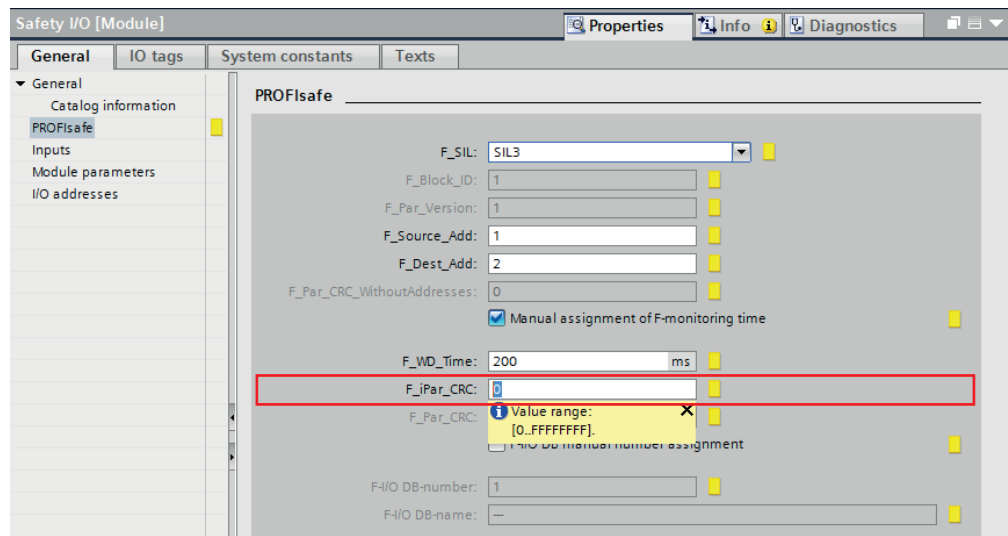 Safety I/O [Module]
Properties
Info
Diagnostics
General
IO tags
System constants
Texts
General
Catalog information
PROFIsafe
Inputs
Module parameters
I/O addresses
PROFIsafe
F_SIL: SIL3
F_Block_ID: 1
F_Par_Version: 1
F_Source_Add: 1
F_Dest_Add: 2
F_Par_CRC_WithoutAddresses: 0
Manual assignment of F-monitoring time
F_WD_Time: 200 ms
F_iPar_CRC: 0
F_Par_CRC:
Value range:
[0..FFFFFFFF].
F-I/O DB manual number assignment
F-I/O DB-number: 1
F-I/O DB-name: —